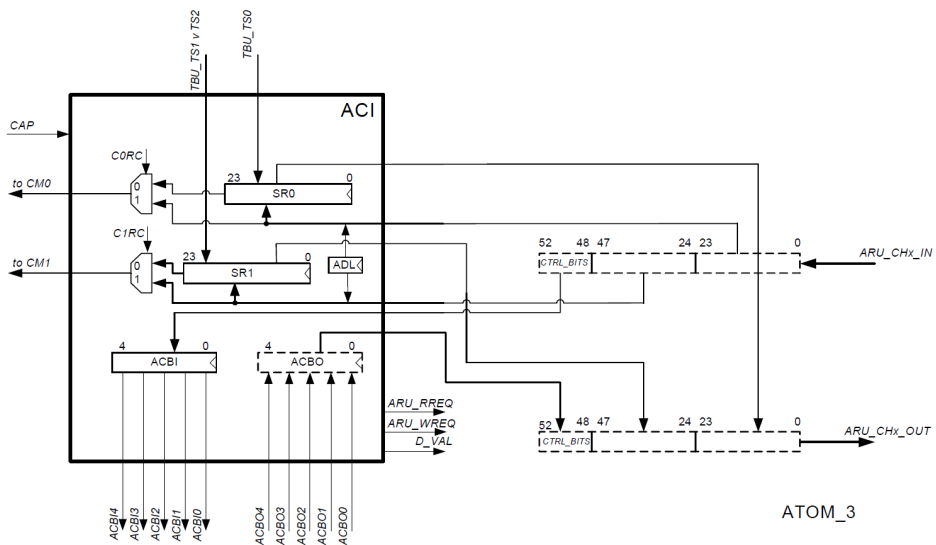 TBU_TS1 v TS2
TBU_TS0
ACI
CAP
C0RC
23
0
to CM0
0
1
SR0
C1RC
23
0
52
48
47
24
23
0
ARU_CHx_IN
to CM1
0
1
SR1
ADL
CTRL_BITS
4
0
ACBI
4
0
ACBO
ARU_RREQ
ARU_WREQ
D_VAL
52
48
47
24
23
0
CTRL_BITS
ARU_CHx_OUT
ACBI4
ACBI3
ACBI2
ACBI1
ACBI0
ACBO4
ACBO3
ACBO2
ACBO1
ACBO0
ATOM_3